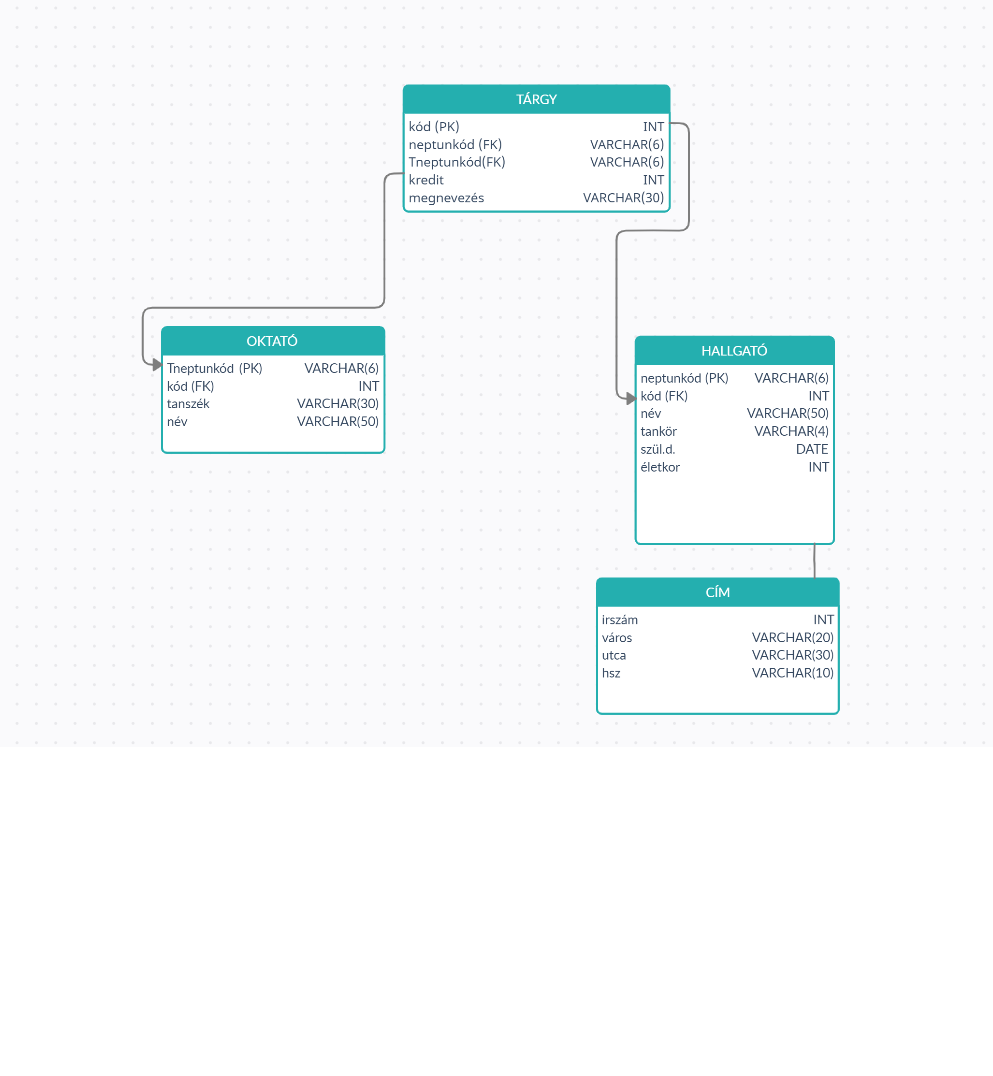 TÁRGY
kód (PK) INT
neptunkód (FK) VARCHAR(6)
Tneptunkód(FK) VARCHAR(6)
kredit INT
megnevezés VARCHAR(30)
OKTATÓ
Tneptunkód (PK) VARCHAR(6)
kód (FK) INT
tanszék VARCHAR(30)
név VARCHAR(50)
HALLGATÓ
neptunkód (PK) VARCHAR(6)
kód (FK) INT
név VARCHAR(50)
tankör VARCHAR(4)
szül.d. DATE
életkor INT
CÍM
irszám INT
város VARCHAR(20)
utca VARCHAR(30)
hsz VARCHAR(10)